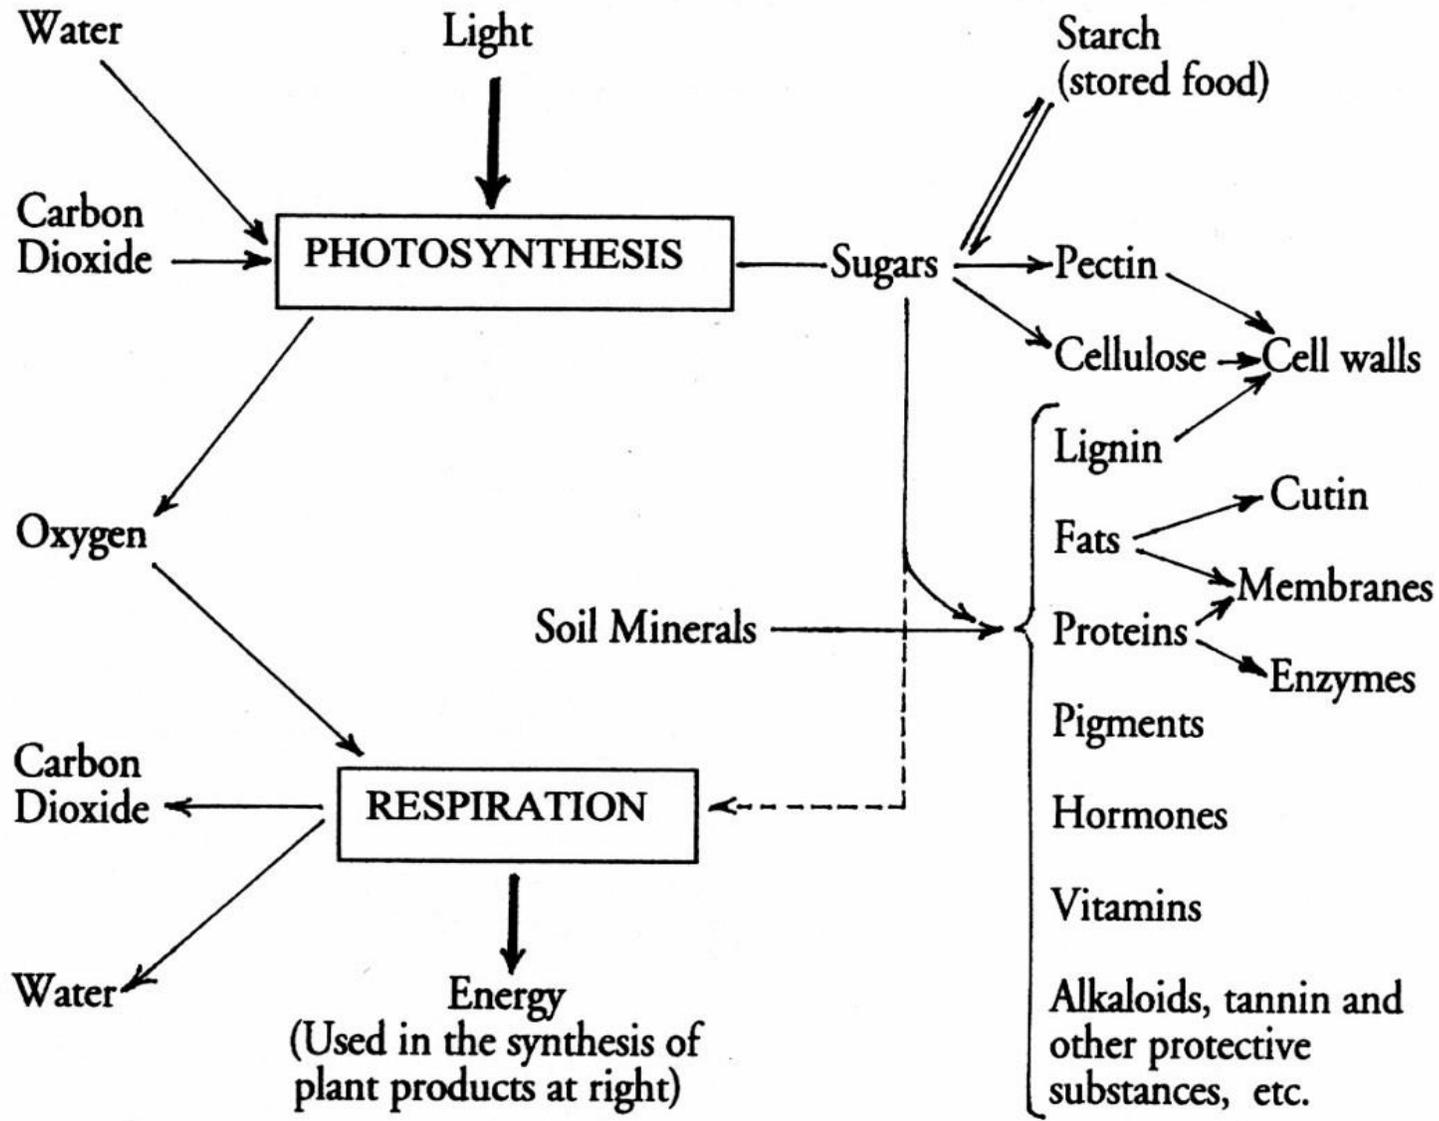 Water
Light
Starch
(stored food)
Carbon
Dioxide
PHOTOSYNTHESIS
Sugars
Pectin
Cellulose
Cell walls
Lignin
Cutin
Oxygen
Fats
Membranes
Soil Minerals
Proteins
Enzymes
Pigments
Carbon
Dioxide
RESPIRATION
Hormones
Vitamins
Water
Energy
(Used in the synthesis of
plant products at right)
Alkaloids, tannin and
other protective
substances, etc.